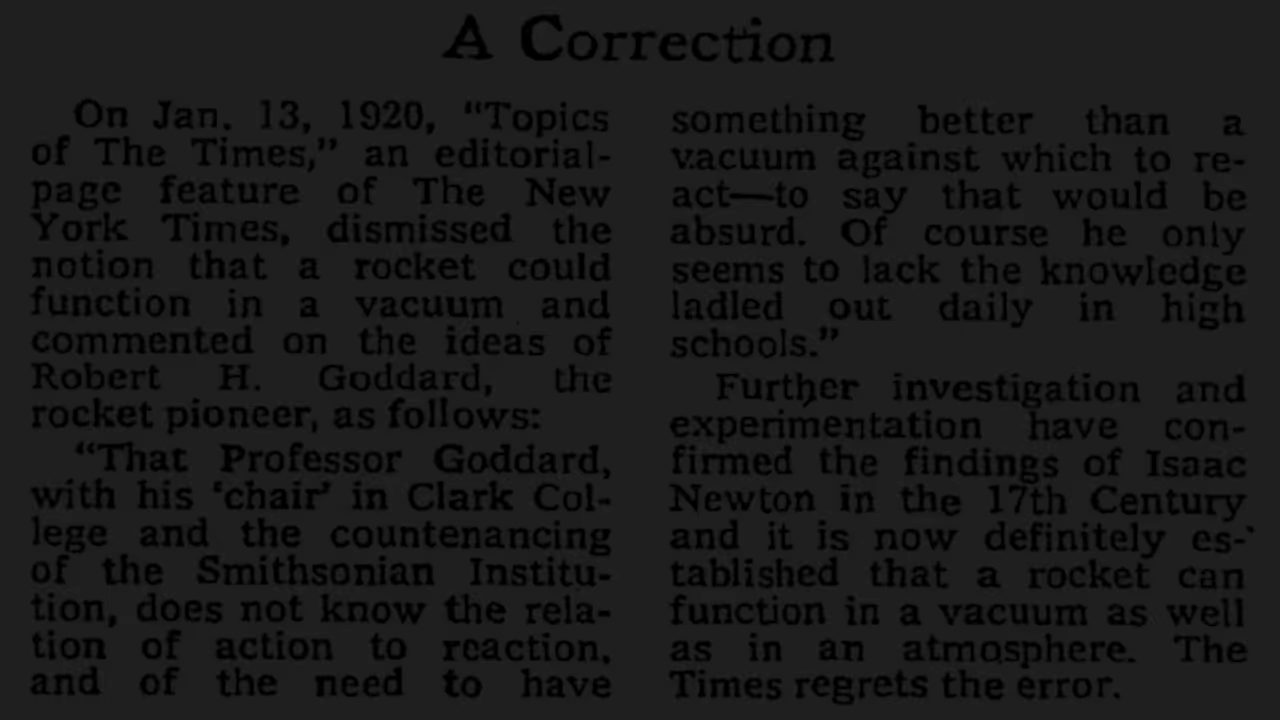 A Correction
On Jan. 13, 1920, "Topics
of The Times," an editorial-
page feature of The New
York Times, dismissed the
notion that a rocket could
function in a vacuum and
commented on the ideas of
Robert H. Goddard, the
rocket pioneer, as follows:
"That Professor Goddard,
with his 'chair' in Clark Col-
lege and the countenancing
of the Smithsonian Institu-
tion, does not know the rela-
tion of action to reaction,
and of the need to have
something better than a
vacuum against which to re-
act—to say that would be
absurd. Of course he only
seems to lack the knowledge
ladled out daily in high
schools."
Further investigation and
experimentation have con-
firmed the findings of Isaac
Newton in the 17th Century
and it is now definitely es-
tablished that a rocket can
function in a vacuum as well
as in an atmosphere. The
Times regrets the error.